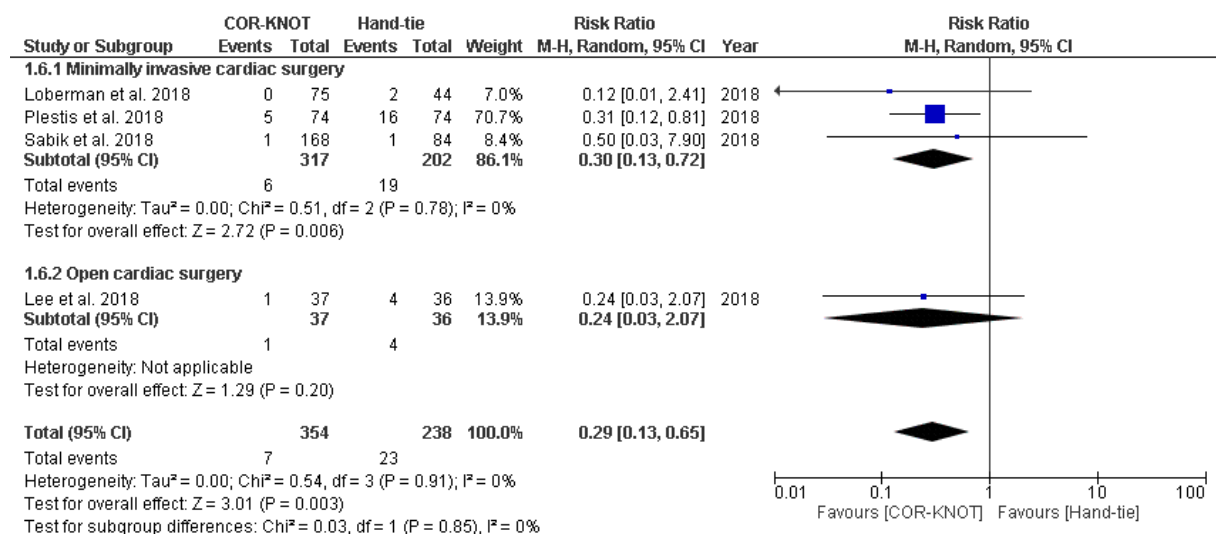 COR-KNOT Hand-tie Risk Ratio Risk Ratio
Study or Subgroup Events Total Events Total Weight M-H, Random, 95% CI Year M-H, Random, 95% CI
1.6.1 Minimally invasive cardiac surgery
Loberman et al. 2018 0 75 2 44 7.0% 0.12 [0.01, 2.41] 2018
Plestis et al. 2018 5 74 16 74 70.7% 0.31 [0.12, 0.81] 2018
Sabik et al. 2018 1 168 1 84 8.4% 0.50 [0.03, 7.90] 2018
Subtotal (95% CI) 317 202 86.1% 0.30 [0.13, 0.72]
Total events 6 19
Heterogeneity: Tau² = 0.00; Chi² = 0.51, df = 2 (P = 0.78); I² = 0%
Test for overall effect: Z = 2.72 (P = 0.006)
1.6.2 Open cardiac surgery
Lee et al. 2018 1 37 4 36 13.9% 0.24 [0.03, 2.07] 2018
Subtotal (95% CI) 37 36 13.9% 0.24 [0.03, 2.07]
Total events 1 4
Heterogeneity: Not applicable
Test for overall effect: Z = 1.29 (P = 0.20)
Total (95% CI) 354 238 100.0% 0.29 [0.13, 0.65]
Total events 7 23
Heterogeneity: Tau² = 0.00; Chi² = 0.54, df = 3 (P = 0.91); I² = 0%
Test for overall effect: Z = 3.01 (P = 0.003)
Test for subgroup differences: Chi² = 0.03, df = 1 (P = 0.85), I² = 0%
0.01 0.1 1 10 100
Favours [COR-KNOT] Favours [Hand-tie]